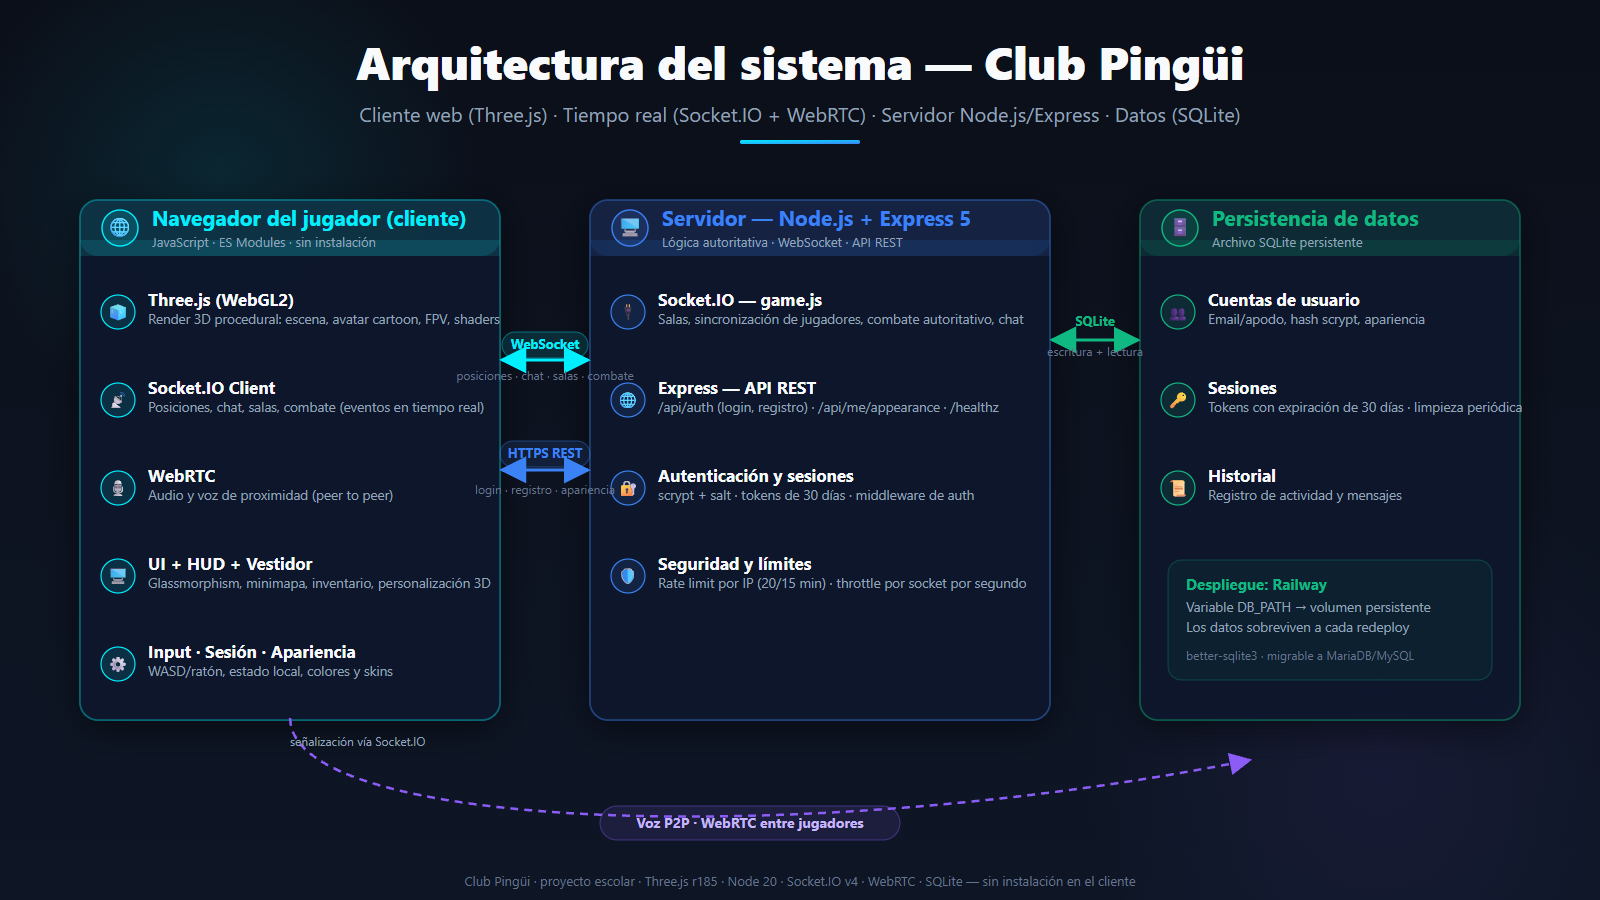 Arquitectura del sistema — Club Pingüi
Cliente web (Three.js) · Tiempo real (Socket.IO + WebRTC) · Servidor Node.js/Express · Datos (SQLite)
Navegador del jugador (cliente)
JavaScript · ES Modules · sin instalación
Three.js (WebGL2)
Render 3D procedural: escena, avatar cartoon, FPV, shaders
Socket.IO Client
Posiciones, chat, salas, combate (eventos en tiempo real)
WebRTC
Audio y voz de proximidad (peer to peer)
UI + HUD + Vestidor
Glassmorphism, minimapa, inventario, personalización 3D
Input · Sesión · Apariencia
WASD/ratón, estado local, colores y skins
WebSocket
posiciones · chat · salas · combate
HTTPS REST
login · registro · apariencia
Servidor — Node.js + Express 5
Lógica autoritativa · WebSocket · API REST
Socket.IO — game.js
Salas, sincronización de jugadores, combate autoritativo, chat
Express — API REST
/api/auth (login, registro) · /api/me/appearance · /healthz
Autenticación y sesiones
scrypt + salt · tokens de 30 días · middleware de auth
Seguridad y límites
Rate limit por IP (20/15 min) · throttle por socket por segundo
SQLite
escritura + lectura
Persistencia de datos
Archivo SQLite persistente
Cuentas de usuario
Email/apodo, hash scrypt, apariencia
Sesiones
Tokens con expiración de 30 días · limpieza periódica
Historial
Registro de actividad y mensajes
Despliegue: Railway
Variable DB_PATH → volumen persistente
Los datos sobreviven a cada redeploy
better-sqlite3 · migrable a MariaDB/MySQL
señalización vía Socket.IO
Voz P2P · WebRTC entre jugadores
Club Pingüi · proyecto escolar · Three.js r185 · Node 20 · Socket.IO v4 · WebRTC · SQLite — sin instalación en el cliente